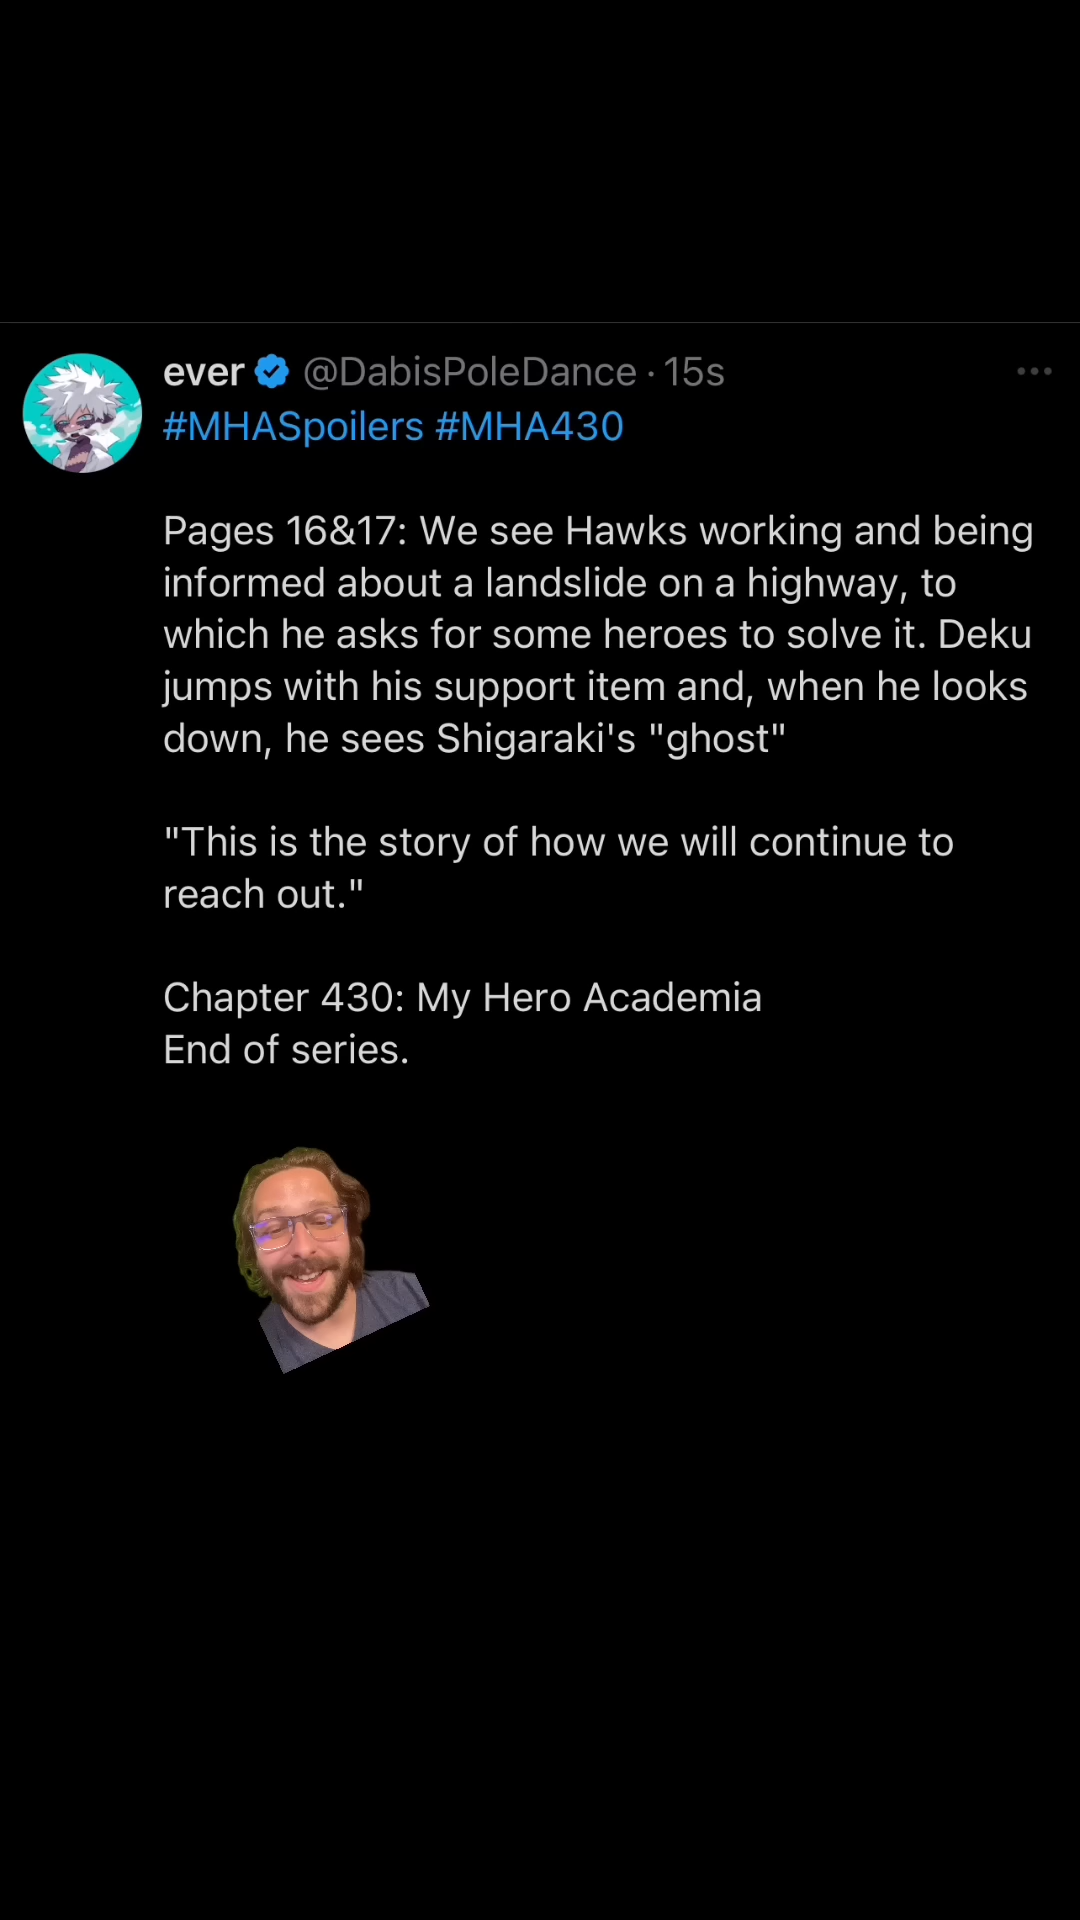 ever @DabisPoleDance · 15s
#MHASpoilers #MHA430
Pages 16&17: We see Hawks working and being
informed about a landslide on a highway, to
which he asks for some heroes to solve it. Deku
jumps with his support item and, when he looks
down, he sees Shigaraki's "ghost"
"This is the story of how we will continue to
reach out."
Chapter 430: My Hero Academia
End of series.